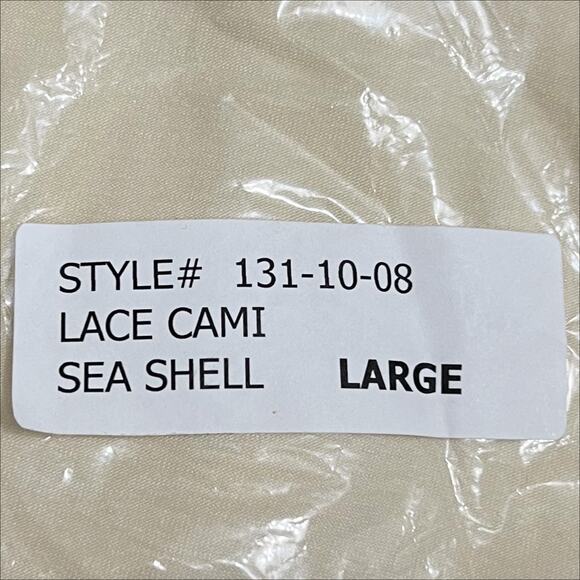 STYLE# 131-10-08
LACE CAMI
SEA SHELL LARGE